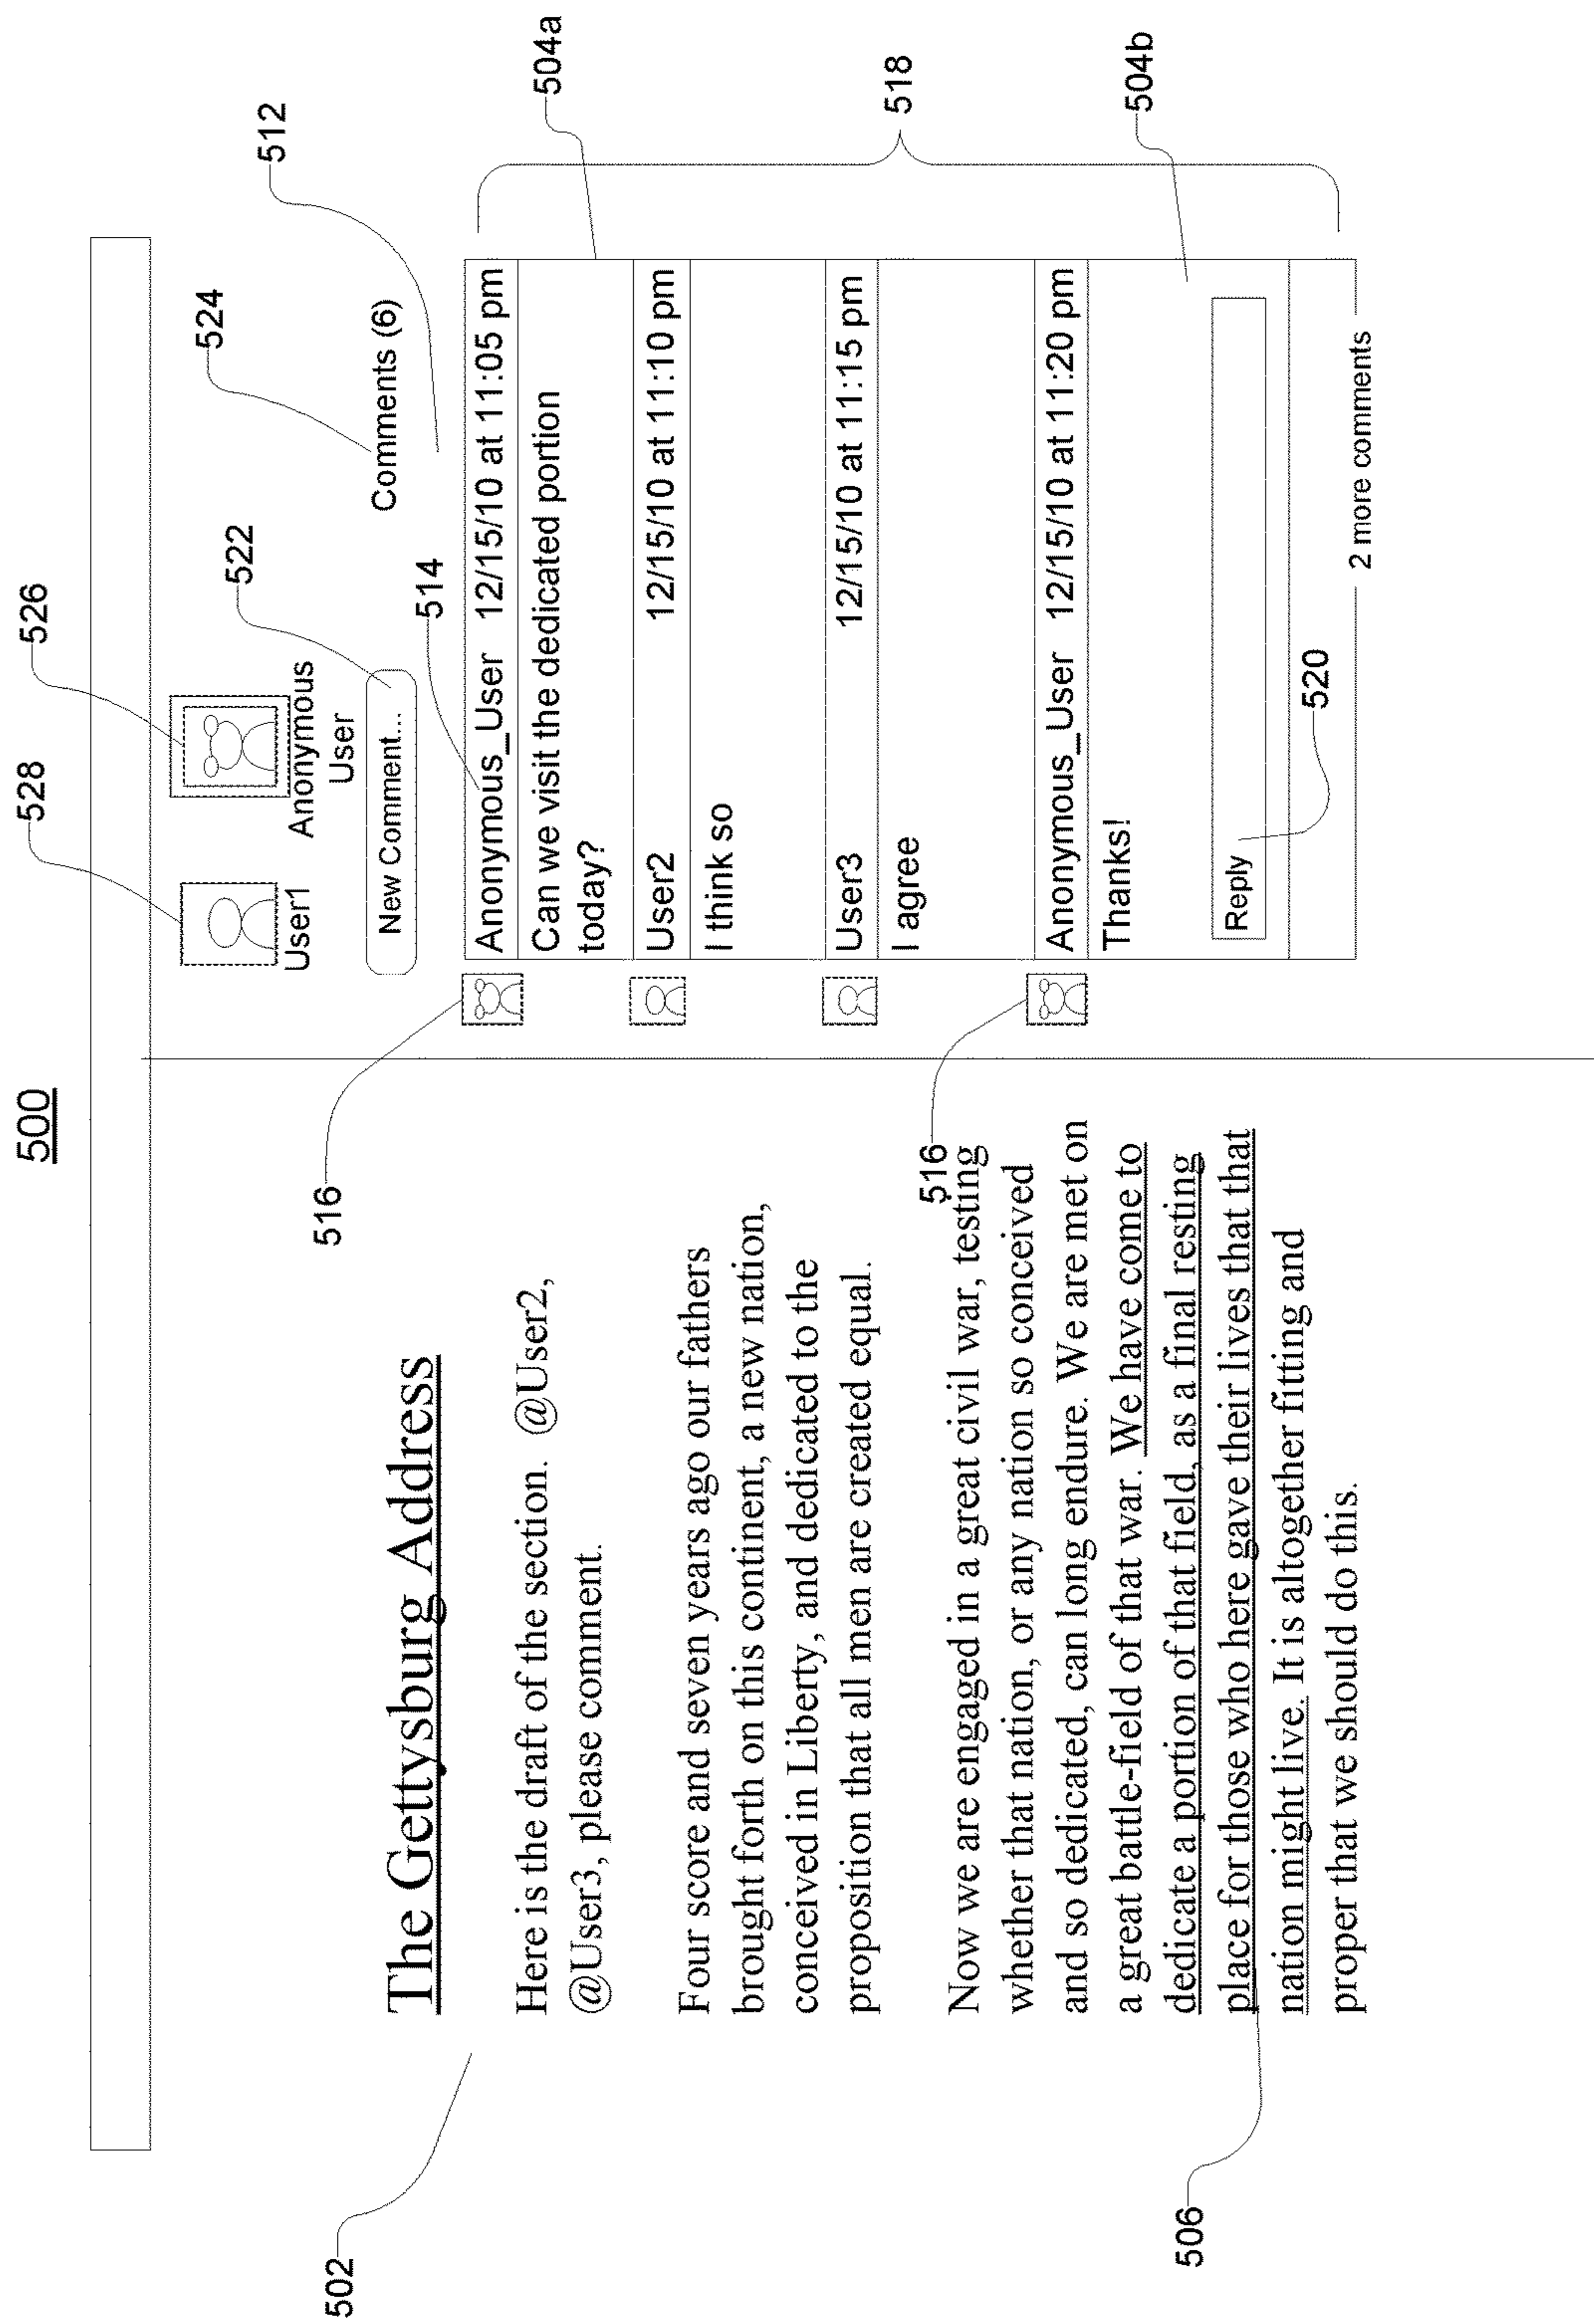 500
528
526
522
524
512
504a
518
504b
User1
Anonymous
User
New Comment...
Comments (6)
514
516
Anonymous_User 12/15/10 at 11:05 pm
Can we visit the dedicated portion
today?
User2 12/15/10 at 11:10 pm
I think so
User3 12/15/10 at 11:15 pm
I agree
516
Anonymous_User 12/15/10 at 11:20 pm
Thanks!
Reply
520
2 more comments
502
The Gettysburg Address
Here is the draft of the section. @User2,
@User3, please comment.
Four score and seven years ago our fathers
brought forth on this continent, a new nation,
conceived in Liberty, and dedicated to the
proposition that all men are created equal.
Now we are engaged in a great civil war, testing
whether that nation, or any nation so conceived
and so dedicated, can long endure. We are met on
a great battle-field of that war. We have come to
dedicate a portion of that field, as a final resting
place for those who here gave their lives that that
nation might live. It is altogether fitting and
proper that we should do this.
506